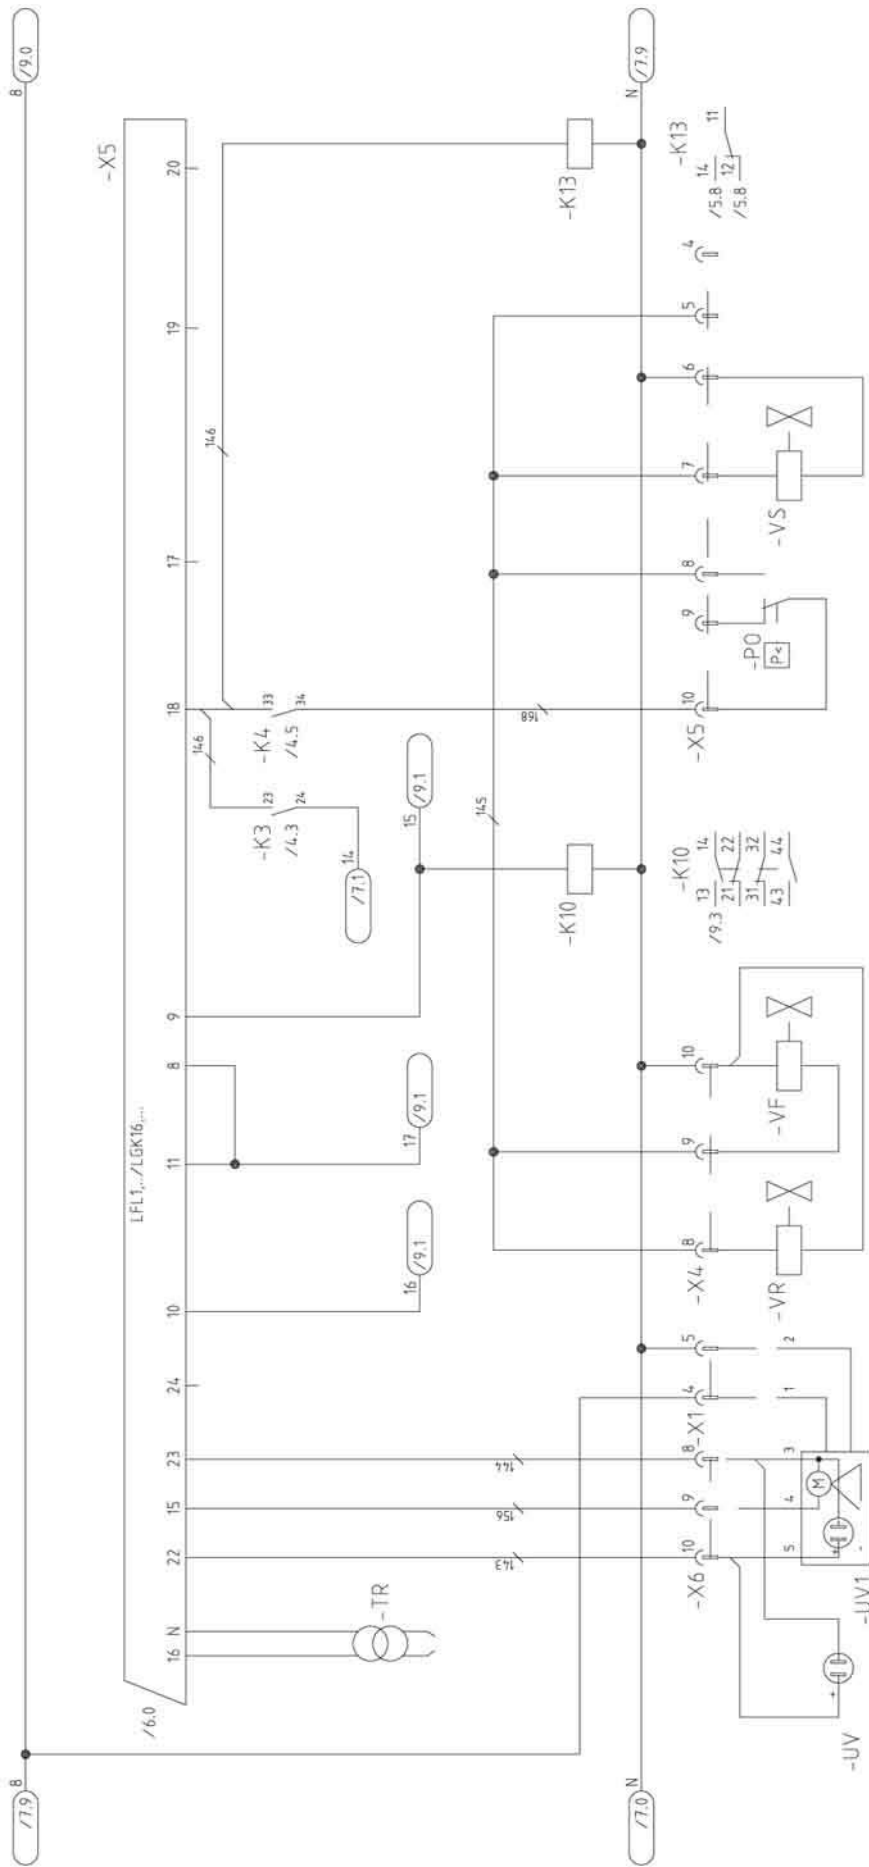 /7.9 8 8 /9.0
-X5
LFL1,../LGK16,...
/6.0
16 N 22 15 23 24 10 11 8 9 18 17 19 20
146 146
-K3 23 -K4 33
/4.3 24 /4.5 34
14
/7.1
-TR
16 17 15
/9.1 /9.1 /9.1
145
143 156 144 168
-K10 -K13
/7.0 N N /7.9
-X6 10 9 8 -X1 4 5 -X4 8 9 10 -X5 10 9 8 7 6 5 4
-K10
/9.3 13 14
21 22
31 32
43 44
-K13
/5.8 14 11
/5.8 12
-VR -VF -P0 P< -VS
5 4 3 1 2
M
+ -
+
-UV -UV1